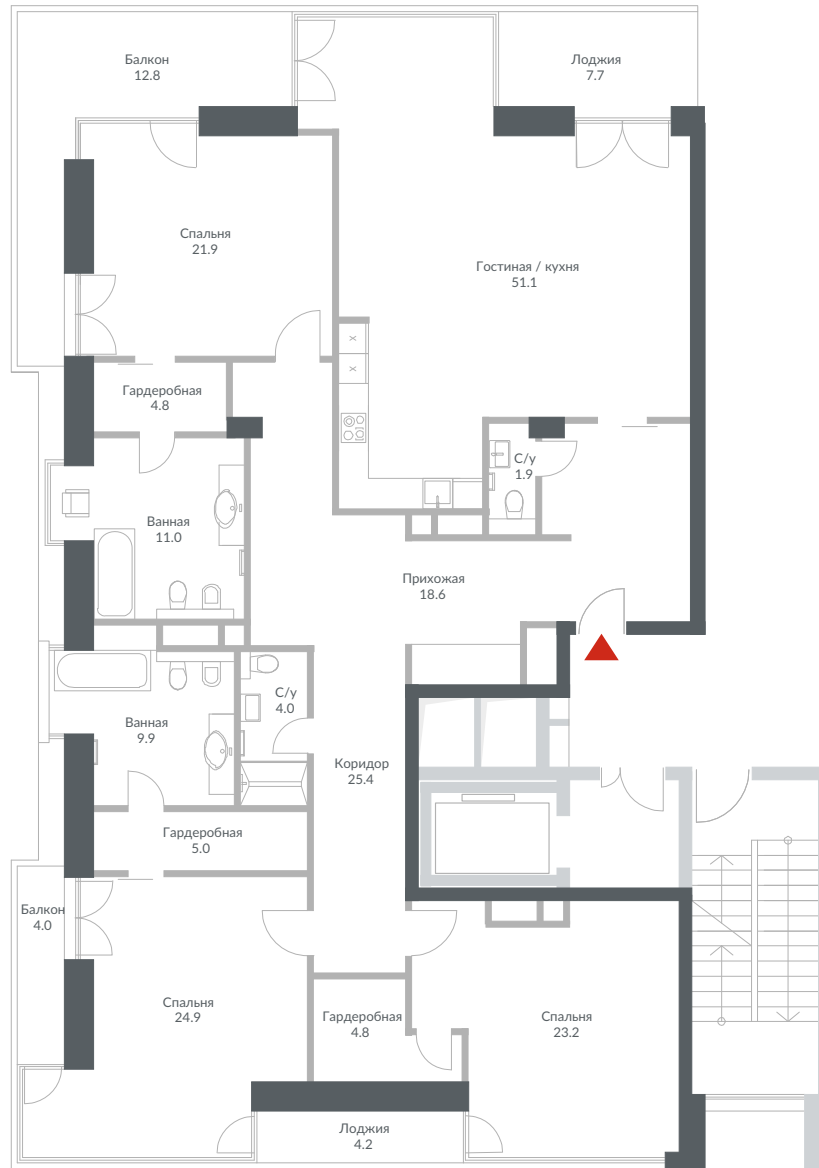 Балкон
12.8
Лоджия
7.7
Спальня
21.9
Гостиная / кухня
51.1
Гардеробная
4.8
С/у
1.9
Ванная
11.0
Прихожая
18.6
С/у
4.0
Ванная
9.9
Коридор
25.4
Гардеробная
5.0
Балкон
4.0
Спальня
24.9
Гардеробная
4.8
Спальня
23.2
Лоджия
4.2